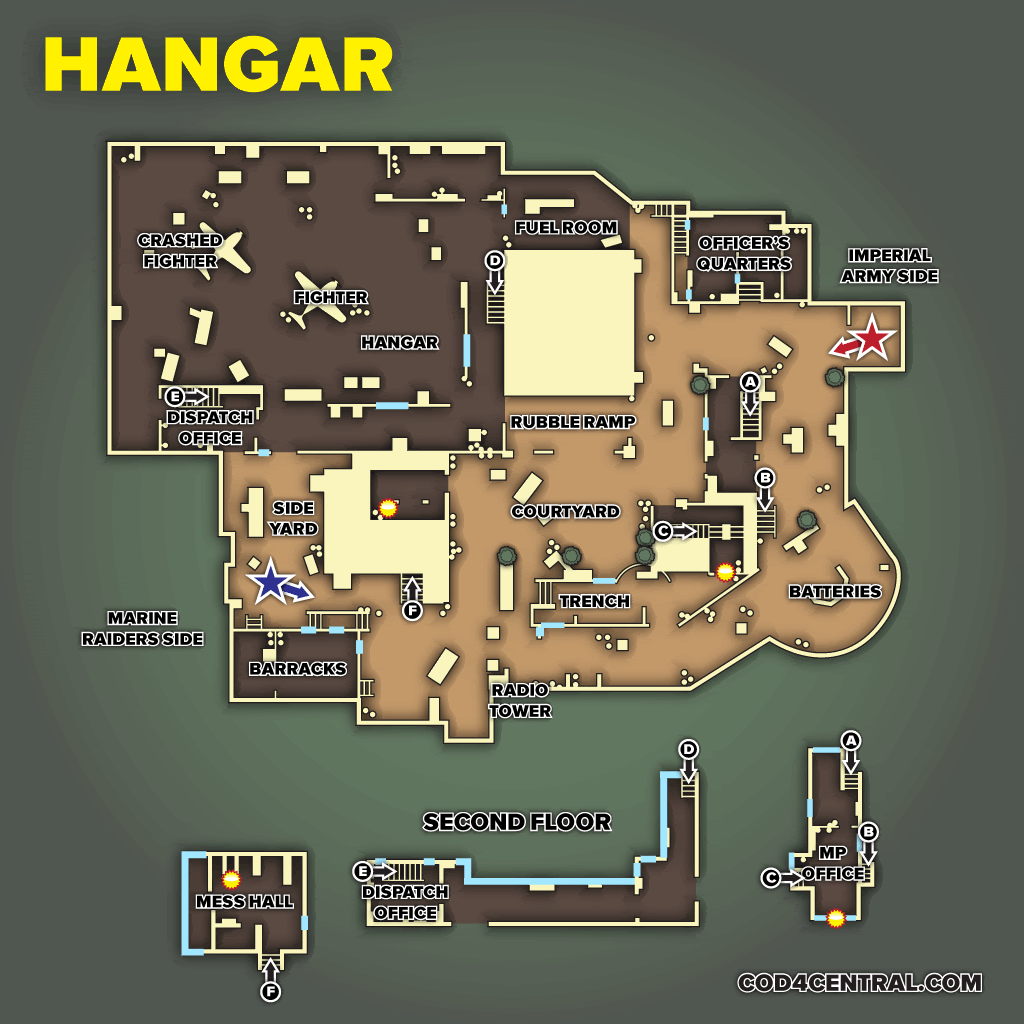 HANGAR
CRASHED
FIGHTER
FIGHTER
HANGAR
D
FUEL ROOM
OFFICER'S
QUARTERS
IMPERIAL
ARMY SIDE
E
DISPATCH
OFFICE
RUBBLE RAMP
A
B
SIDE
YARD
COURTYARD
C
F
TRENCH
BATTERIES
MARINE
RAIDERS SIDE
BARRACKS
RADIO
TOWER
SECOND FLOOR
MESS HALL
F
E
DISPATCH
OFFICE
D
A
B
MP
OFFICE
C
COD4CENTRAL.COM